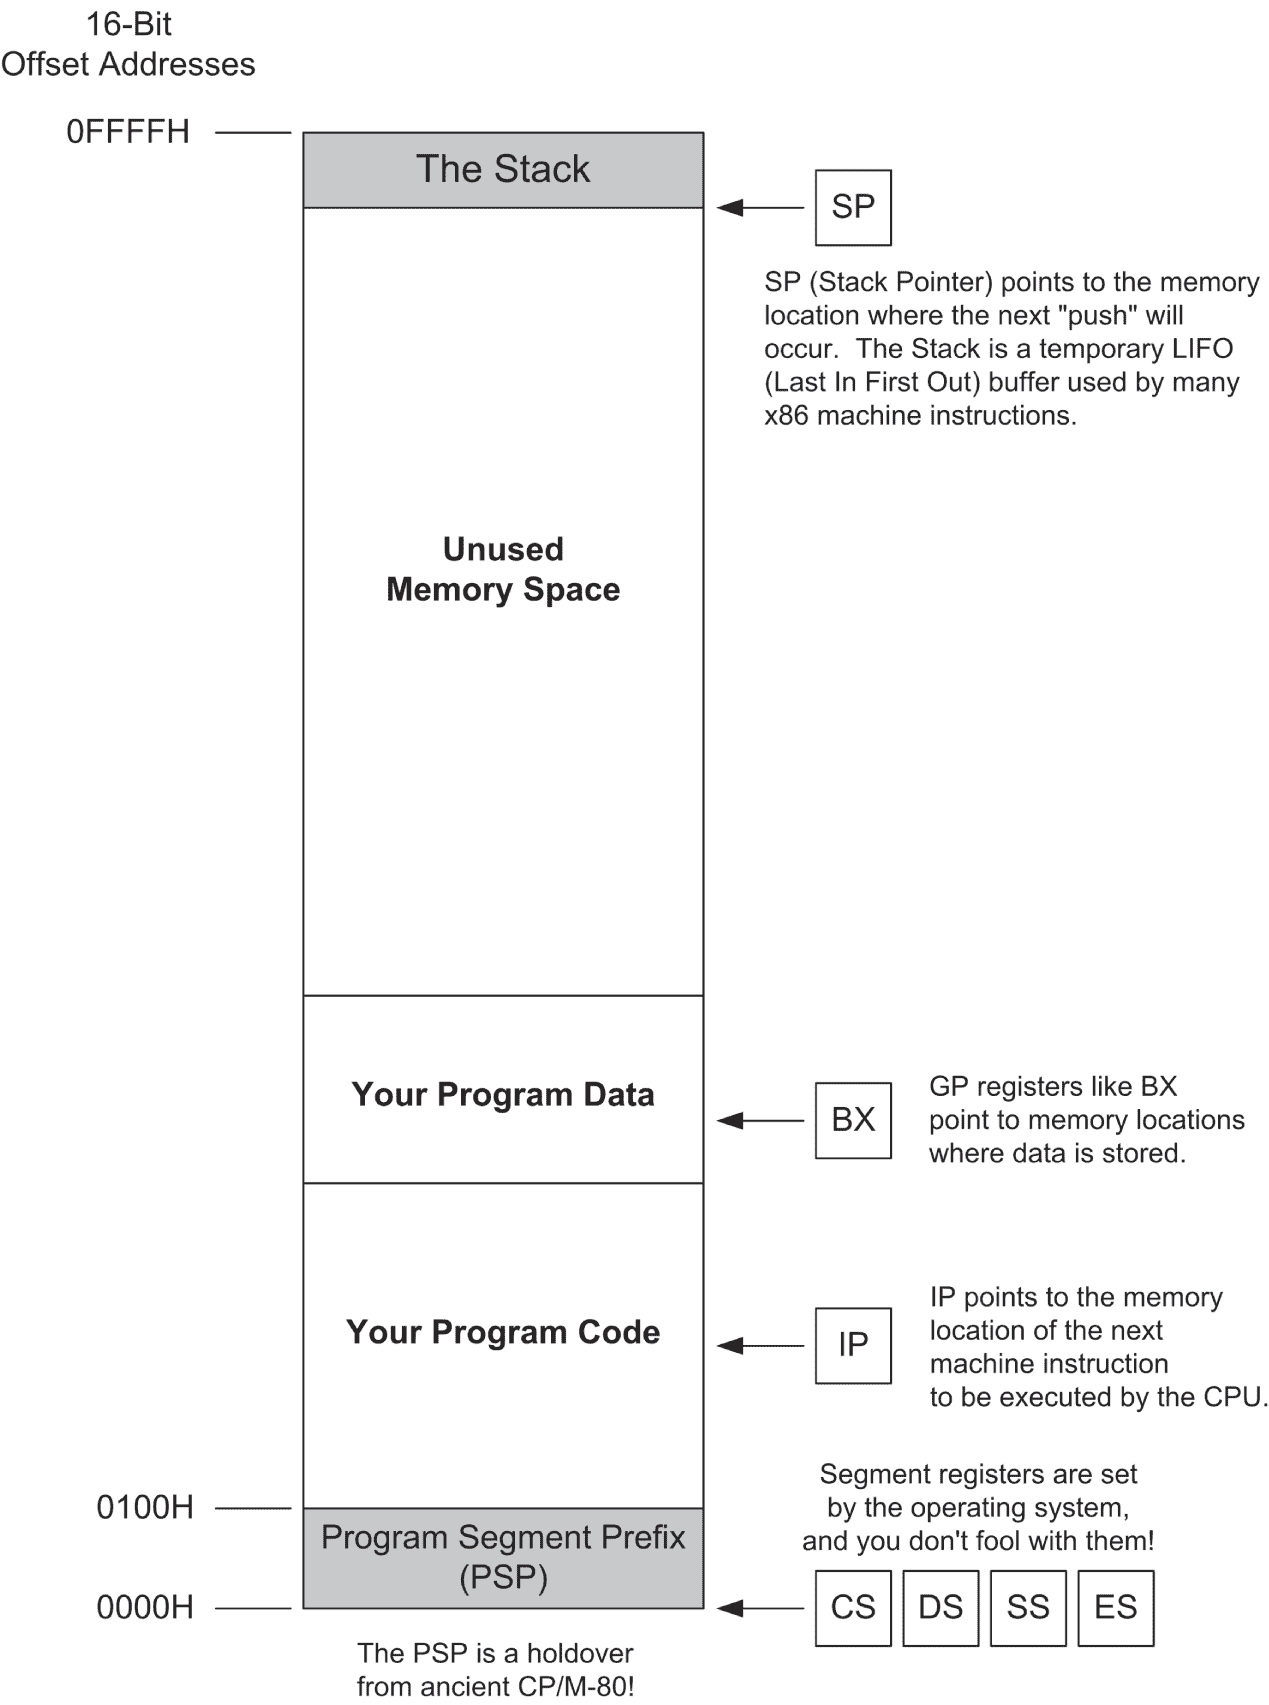 16-Bit
Offset Addresses
0FFFFH
The Stack
SP
SP (Stack Pointer) points to the memory
location where the next "push" will
occur.  The Stack is a temporary LIFO
(Last In First Out) buffer used by many
x86 machine instructions.
Unused
Memory Space
Your Program Data
BX
GP registers like BX
point to memory locations
where data is stored.
Your Program Code
IP
IP points to the memory
location of the next
machine instruction
to be executed by the CPU.
Segment registers are set
by the operating system,
and you don't fool with them!
0100H
Program Segment Prefix
(PSP)
0000H
CS DS SS ES
The PSP is a holdover
from ancient CP/M-80!